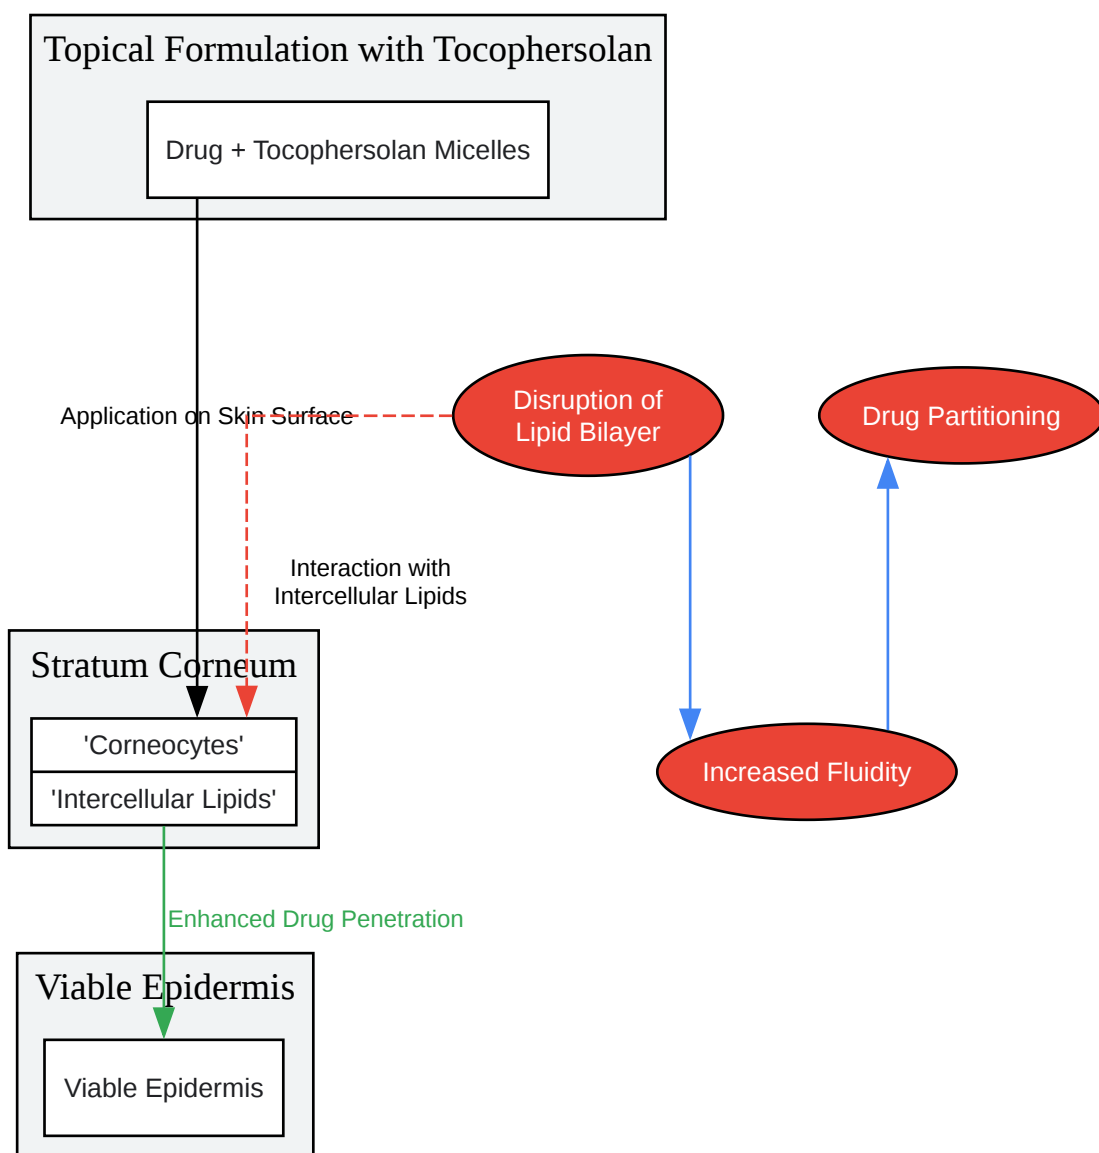 Topical Formulation with Tocophersolan
Drug + Tocophersolan Micelles
Application on Skin Surface
Disruption of
Lipid Bilayer
Drug Partitioning
Interaction with
Intercellular Lipids
Stratum Corneum
'Corneocytes'
'Intercellular Lipids'
Increased Fluidity
Enhanced Drug Penetration
Viable Epidermis
Viable Epidermis